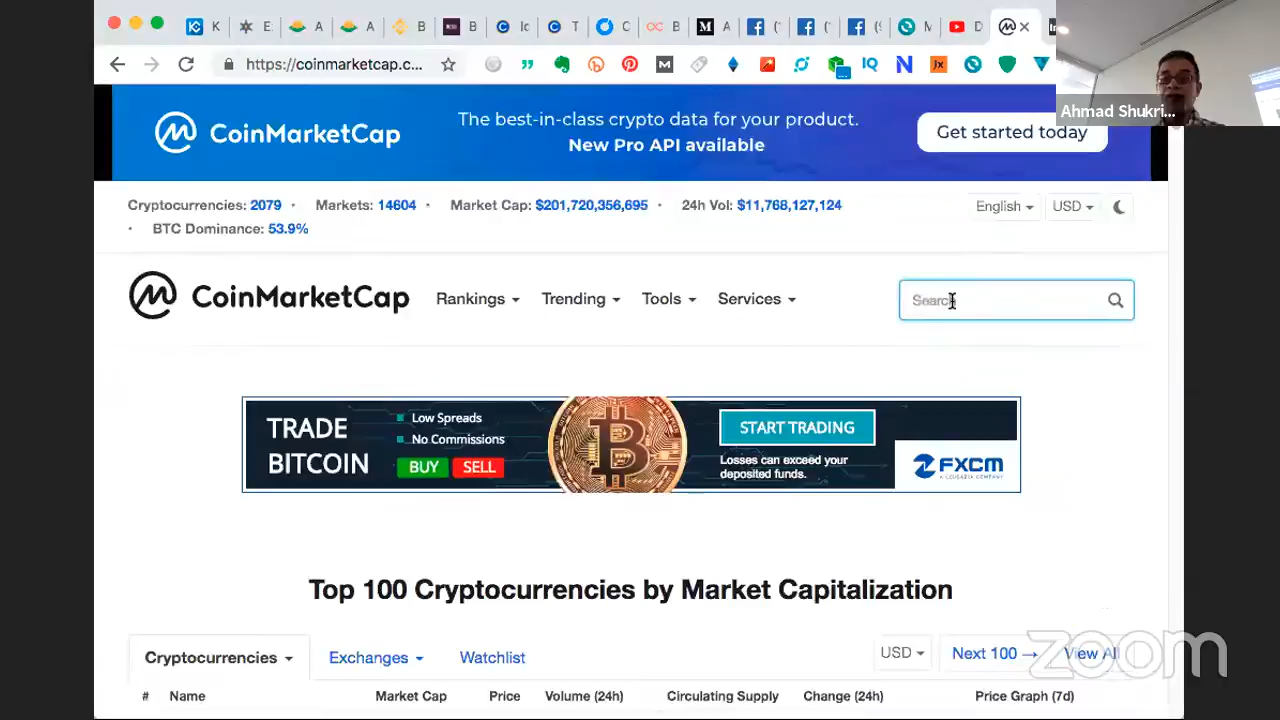 K
E
A
A
B
B
Ic
T
C
B
A
(
(
(
M
D
https://coinmarketcap.c...
IQ
N
jx
Ahmad Shukri...
CoinMarketCap
The best-in-class crypto data for your product.
New Pro API available
Get started today
Cryptocurrencies: 2079 • Markets: 14604 • Market Cap: $201,720,356,695 • 24h Vol: $11,768,127,124
• BTC Dominance: 53.9%
English
USD
CoinMarketCap
Rankings
Trending
Tools
Services
Search
TRADE
BITCOIN
Low Spreads
No Commissions
BUY
SELL
START TRADING
Losses can exceed your
deposited funds.
FXCM
Top 100 Cryptocurrencies by Market Capitalization
Cryptocurrencies
Exchanges
Watchlist
USD
Next 100 →
View All
zoom
# Name Market Cap Price Volume (24h) Circulating Supply Change (24h) Price Graph (7d)